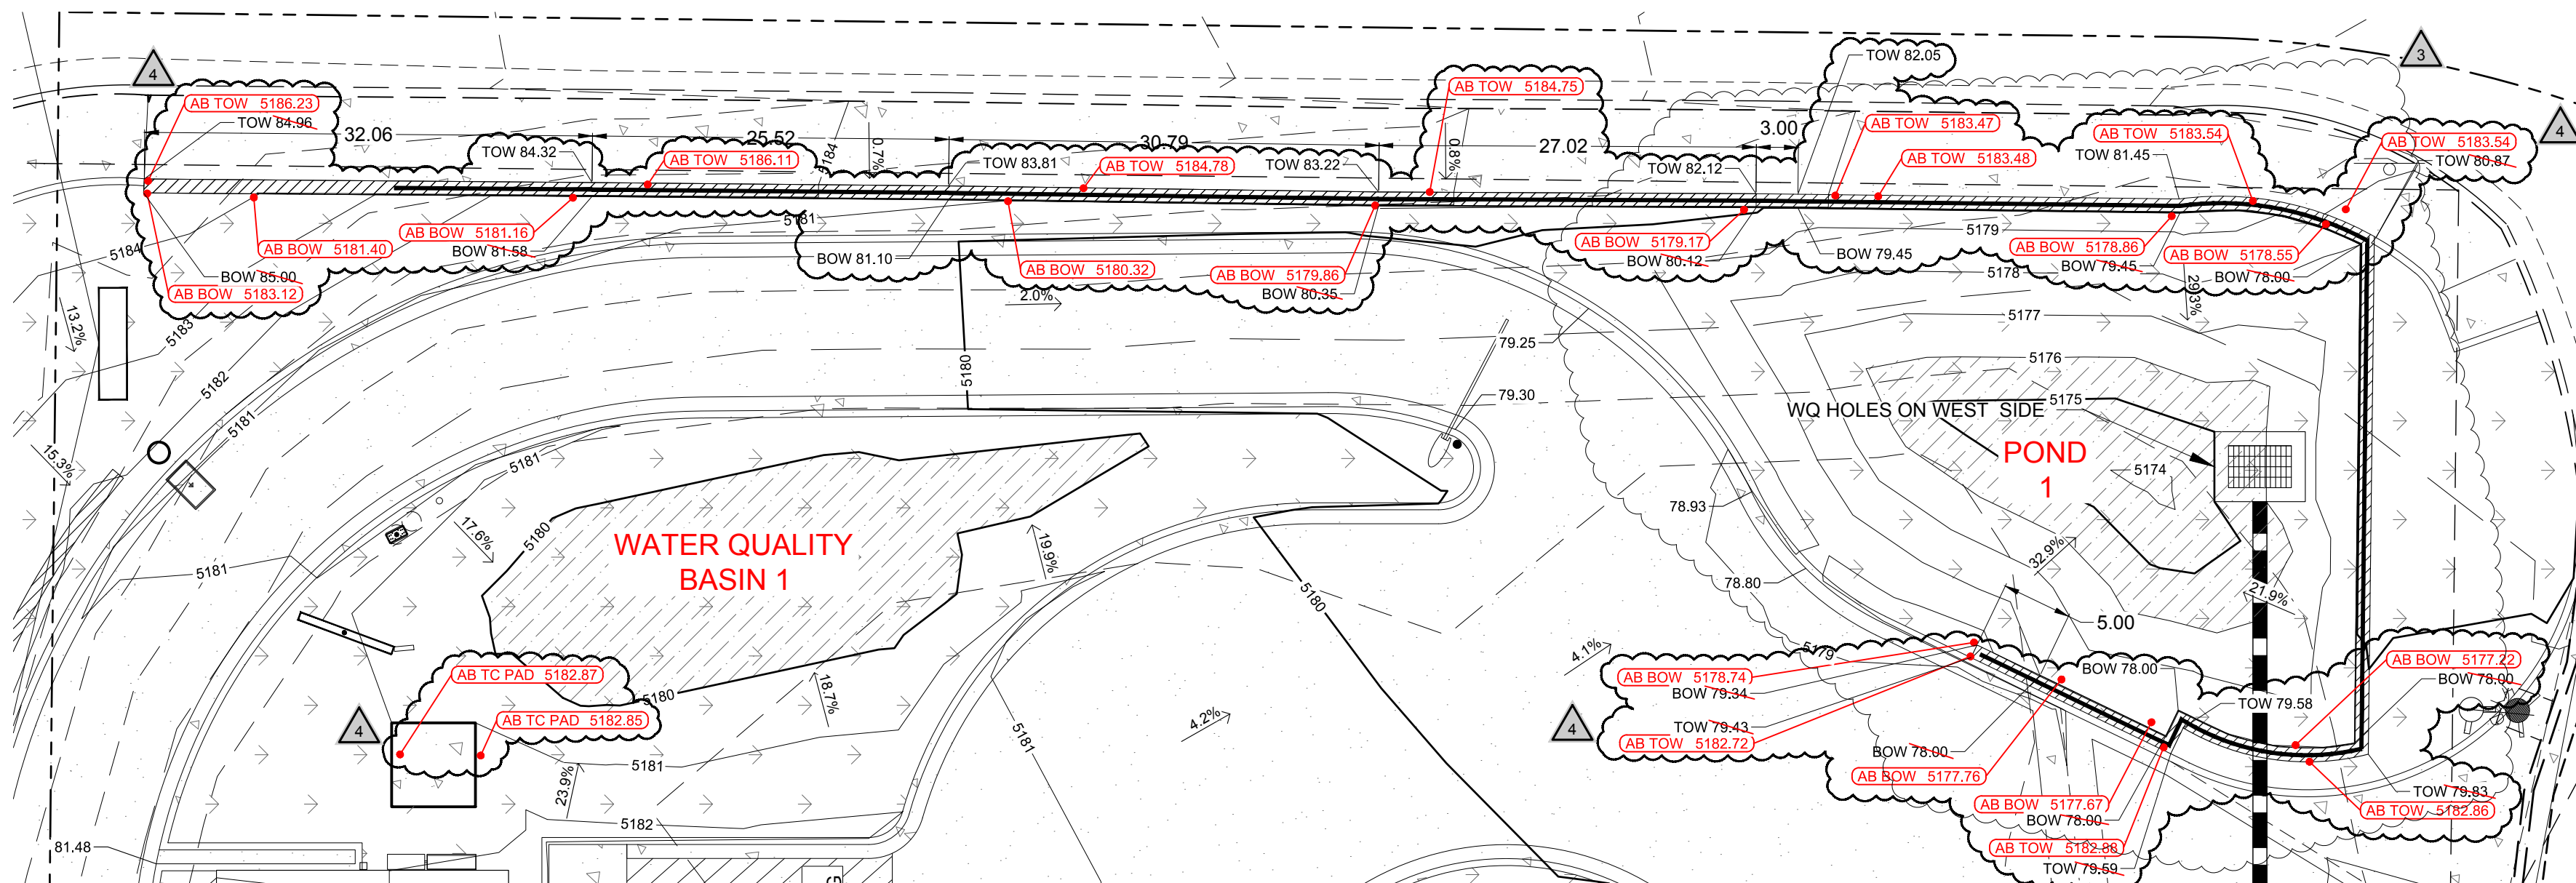 4
3
4
AB TOW 5186.23
TOW 84.96
32.06
TOW 84.32
25.52
AB TOW 5186.11
5184
0.7%
30.79
TOW 83.81
AB TOW 5184.78
TOW 83.22
AB TOW 5184.75
0.8%
27.02
TOW 82.12
3.00
TOW 82.05
AB TOW 5183.47
AB TOW 5183.48
AB TOW 5183.54
TOW 81.45
AB TOW 5183.54
TOW 80.87
5184
AB BOW 5181.40
BOW 85.00
AB BOW 5183.12
AB BOW 5181.16
BOW 81.58
5181
BOW 81.10
AB BOW 5180.32
2.0%
AB BOW 5179.86
BOW 80.35
AB BOW 5179.17
BOW 80.12
BOW 79.45
5179
5178
AB BOW 5178.86
BOW 79.45
AB BOW 5178.55
BOW 78.00
29.3%
13.2%
5183
5182
5181
15.3%
5180
79.25
79.30
5177
5176
5175
WQ HOLES ON WEST SIDE
POND
1
5174
5181
17.6%
5180
WATER QUALITY
BASIN 1
19.9%
5181
78.93
78.80
32.9%
21.9%
5.00
5180
5179
4.1%
4.2%
18.7%
5180
5181
AB TC PAD 5182.87
AB TC PAD 5182.85
4
5181
23.9%
5182
81.48
4
AB BOW 5178.74
BOW 79.34
TOW 79.43
AB TOW 5182.72
BOW 78.00
BOW 78.00
AB BOW 5177.76
AB BOW 5177.67
BOW 78.00
AB TOW 5182.88
TOW 79.59
AB BOW 5177.22
BOW 78.00
TOW 79.58
TOW 79.83
AB TOW 5182.86